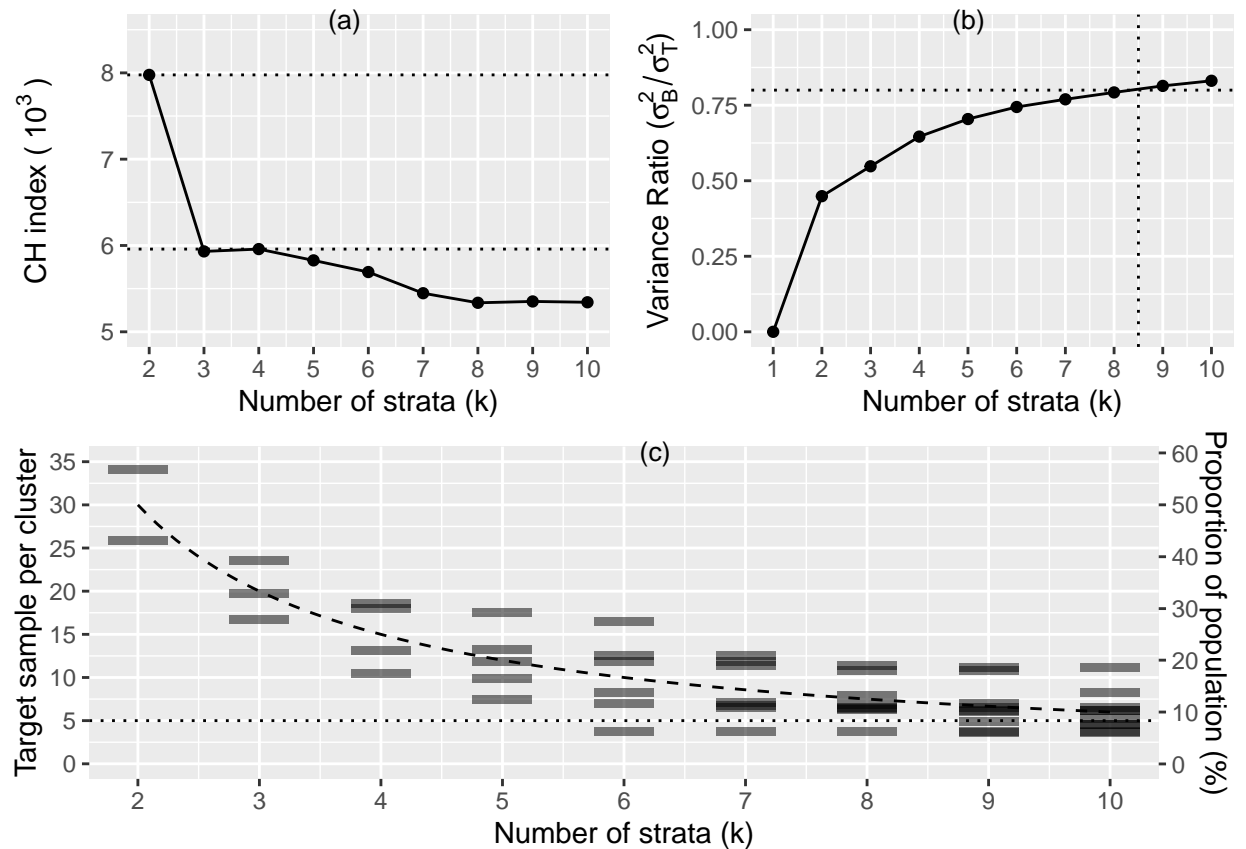 (a)
CH index ( 10³ )
8
7
6
5
2 3 4 5 6 7 8 9 10
Number of strata (k)
(b)
Variance Ratio (σ²_B/σ²_T)
1.00
0.75
0.50
0.25
0.00
1 2 3 4 5 6 7 8 9 10
Number of strata (k)
(c)
Target sample per cluster
35
30
25
20
15
10
5
0
2 3 4 5 6 7 8 9 10
Number of strata (k)
60
50
40
30
20
10
0
Proportion of population (%)